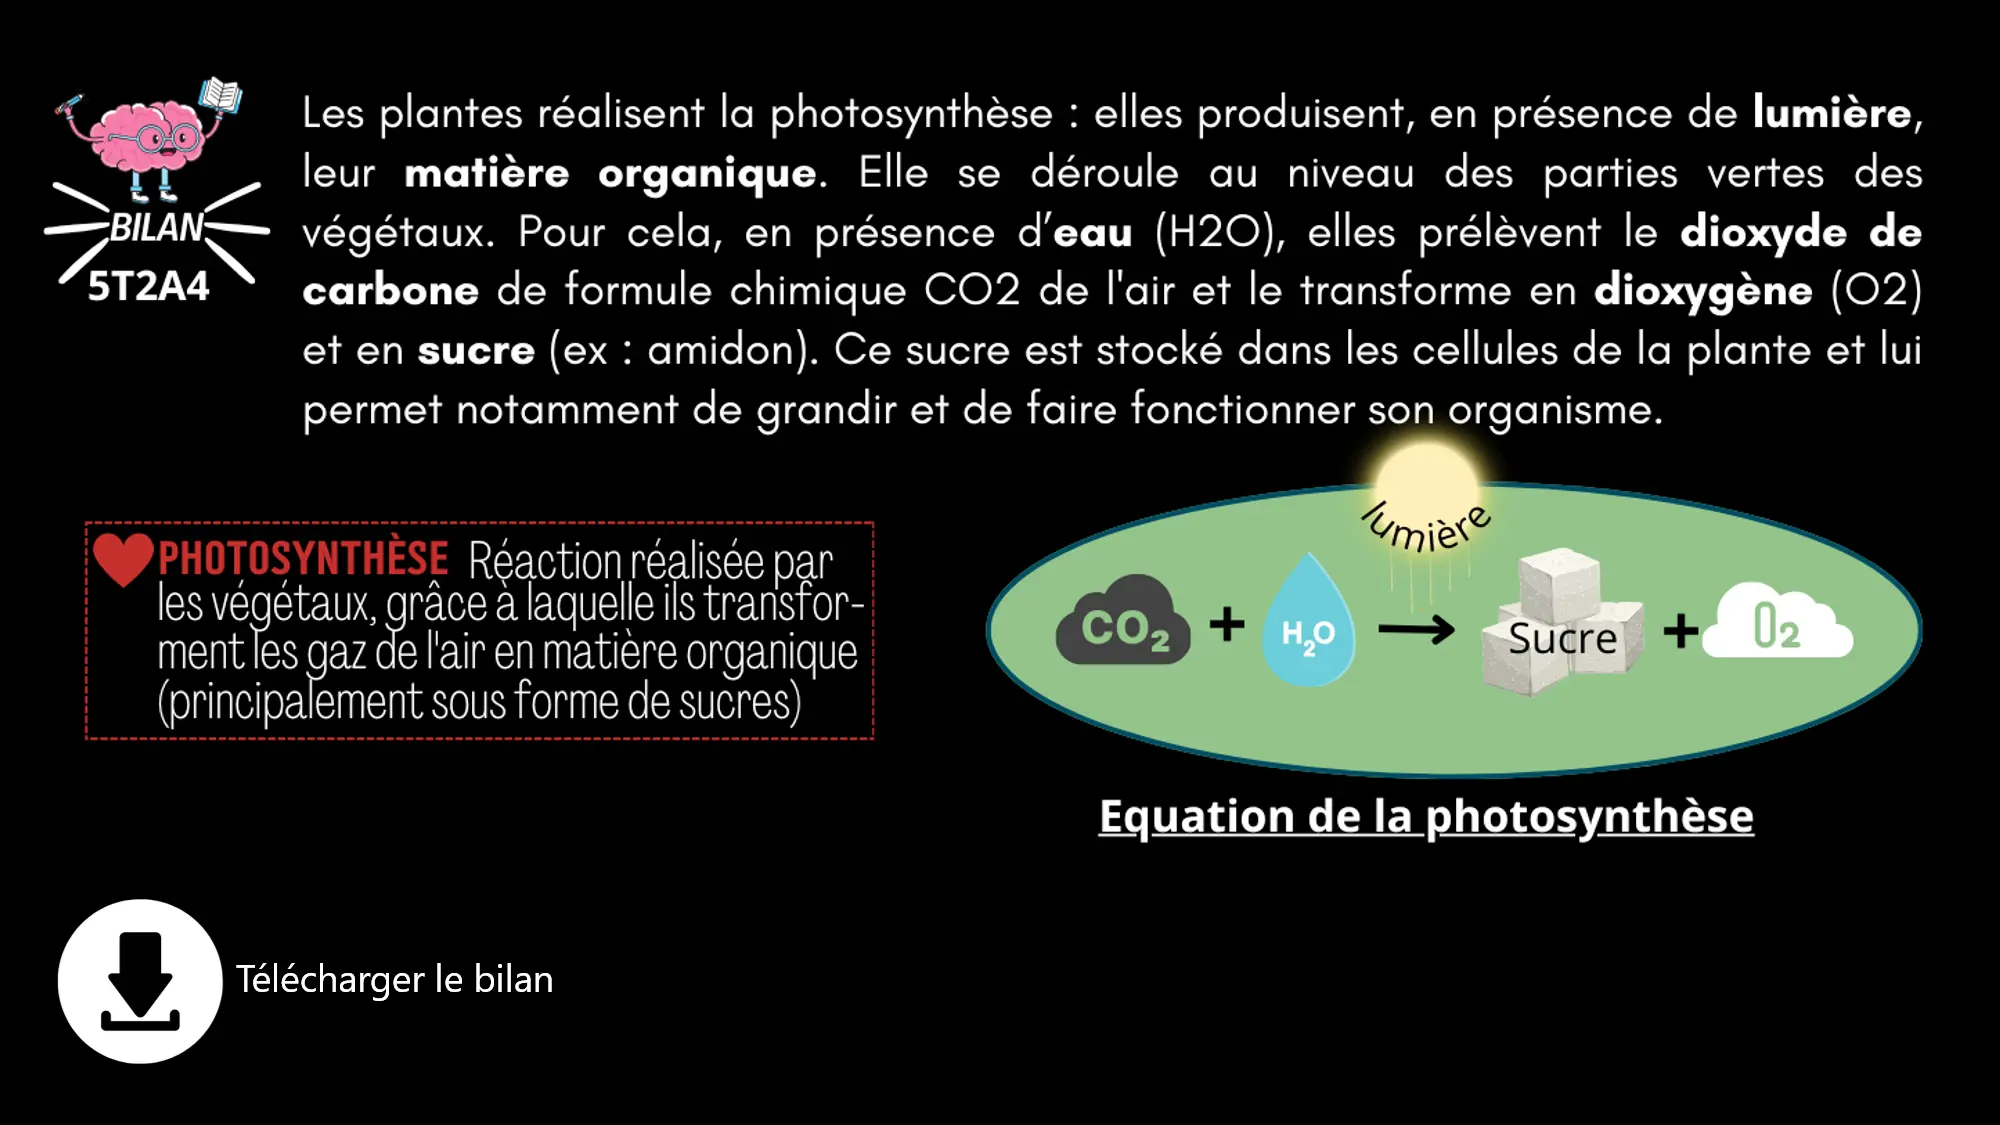 Les plantes réalisent la photosynthèse : elles produisent, en présence de lumière,
leur matière organique. Elle se déroule au niveau des parties vertes des
végétaux. Pour cela, en présence d’eau (H2O), elles prélèvent le dioxyde de
carbone de formule chimique CO2 de l'air et le transforme en dioxygène (O2)
et en sucre (ex : amidon). Ce sucre est stocké dans les cellules de la plante et lui
permet notamment de grandir et de faire fonctionner son organisme.
BILAN
5T2A4
PHOTOSYNTHÈSE Réaction réalisée par
les végétaux, grâce à laquelle ils transfor-
ment les gaz de l'air en matière organique
(principalement sous forme de sucres)
lumière
CO₂ + H₂O → Sucre + O₂
Equation de la photosynthèse
Télécharger le bilan